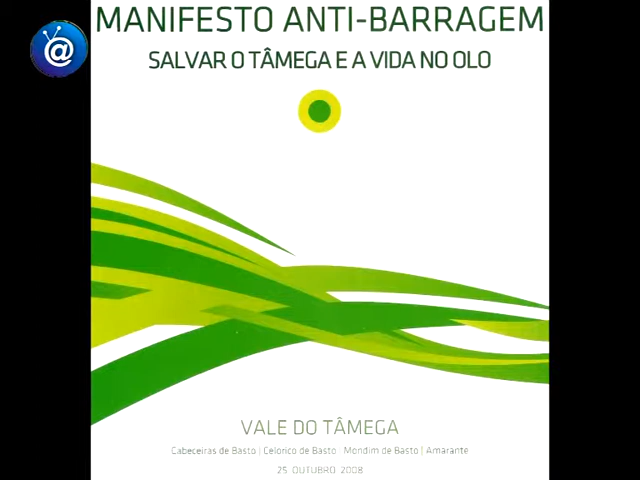 MANIFESTO ANTI-BARRAGEM
@
SALVAR O TÂMEGA E A VIDA NO OLO
VALE DO TÂMEGA
Cabeceiras de Basto | Celorico de Basto Mondim de Basto | Amarante
25 OUTUBRO 2008